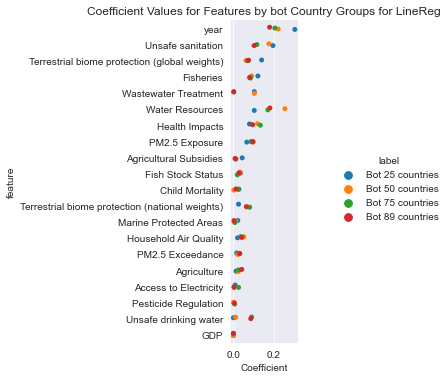 Coefficient Values for Features by bot Country Groups for LineReg
year
Unsafe sanitation
Terrestrial biome protection (global weights)
Fisheries
Wastewater Treatment
Water Resources
Health Impacts
PM2.5 Exposure
Agricultural Subsidies
Fish Stock Status
Child Mortality
Terrestrial biome protection (national weights)
Marine Protected Areas
Household Air Quality
PM2.5 Exceedance
Agriculture
Access to Electricity
Pesticide Regulation
Unsafe drinking water
GDP
feature
0.0 0.2
Coefficient
label
Bot 25 countries
Bot 50 countries
Bot 75 countries
Bot 89 countries